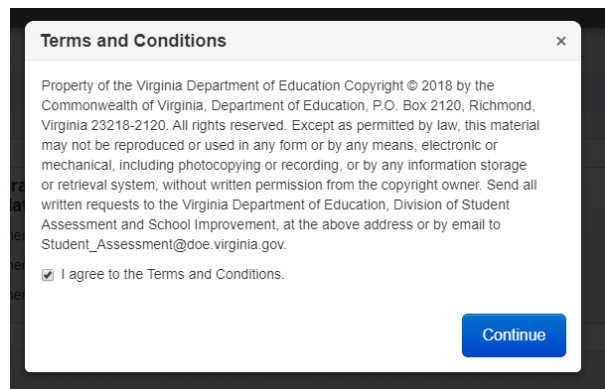 Terms and Conditions ×
Property of the Virginia Department of Education Copyright © 2018 by the
Commonwealth of Virginia, Department of Education, P.O. Box 2120, Richmond,
Virginia 23218-2120. All rights reserved. Except as permitted by law, this material
may not be reproduced or used in any form or by any means, electronic or
mechanical, including photocopying or recording, or by any information storage
or retrieval system, without written permission from the copyright owner. Send all
written requests to the Virginia Department of Education, Division of Student
Assessment and School Improvement, at the above address or by email to
Student_Assessment@doe.virginia.gov.
I agree to the Terms and Conditions.
Continue